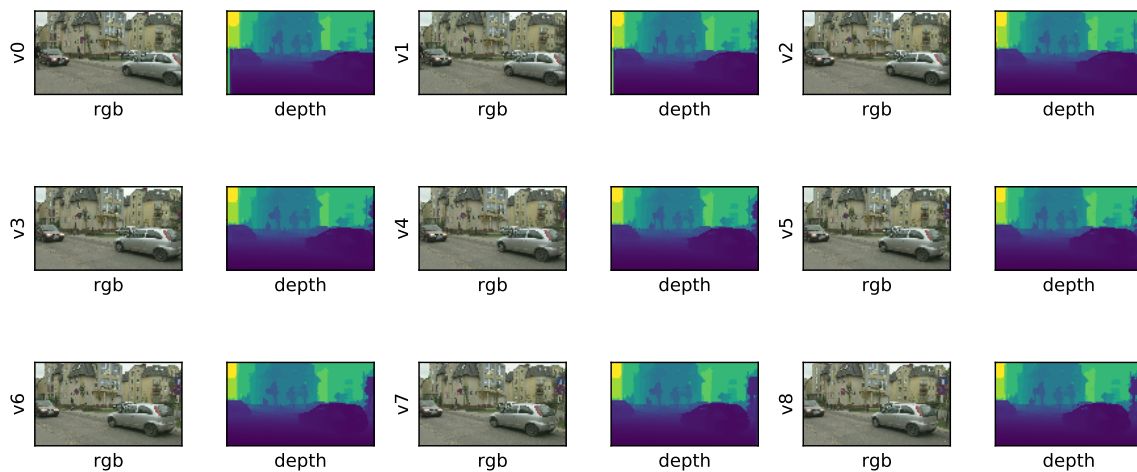 v0 v1 v2
rgb depth rgb depth rgb depth
v3 v4 v5
rgb depth rgb depth rgb depth
v6 v7 v8
rgb depth rgb depth rgb depth